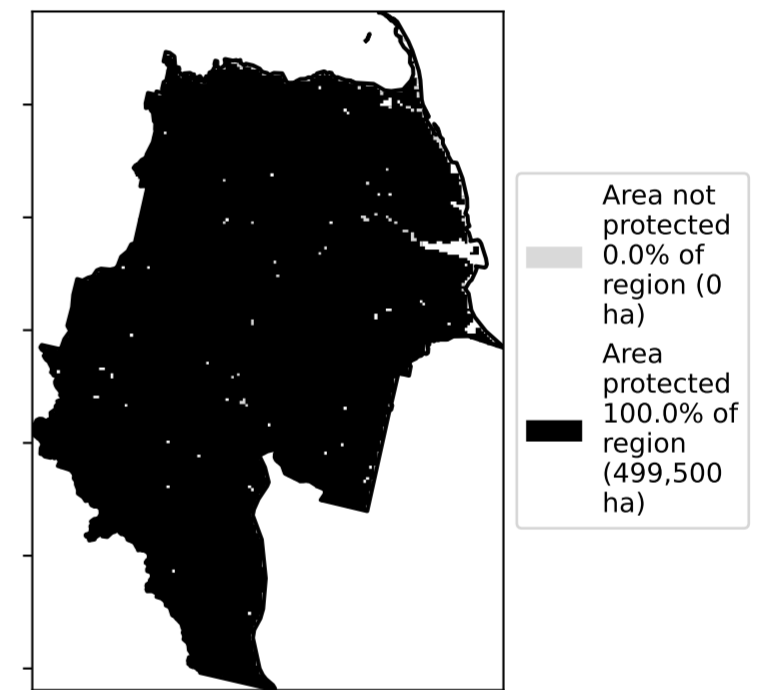 Area not
protected
0.0% of
region (0
ha)
Area
protected
100.0% of
region
(499,500
ha)